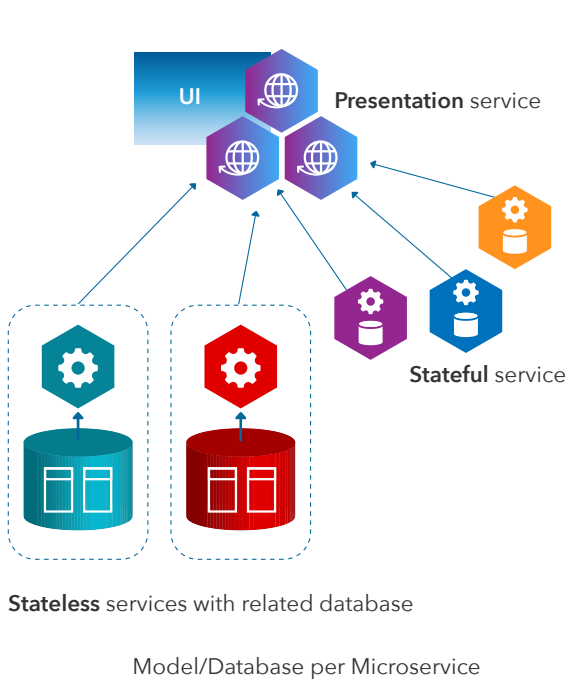 UI
Presentation service
Stateful service
Stateless services with related database
Model/Database per Microservice